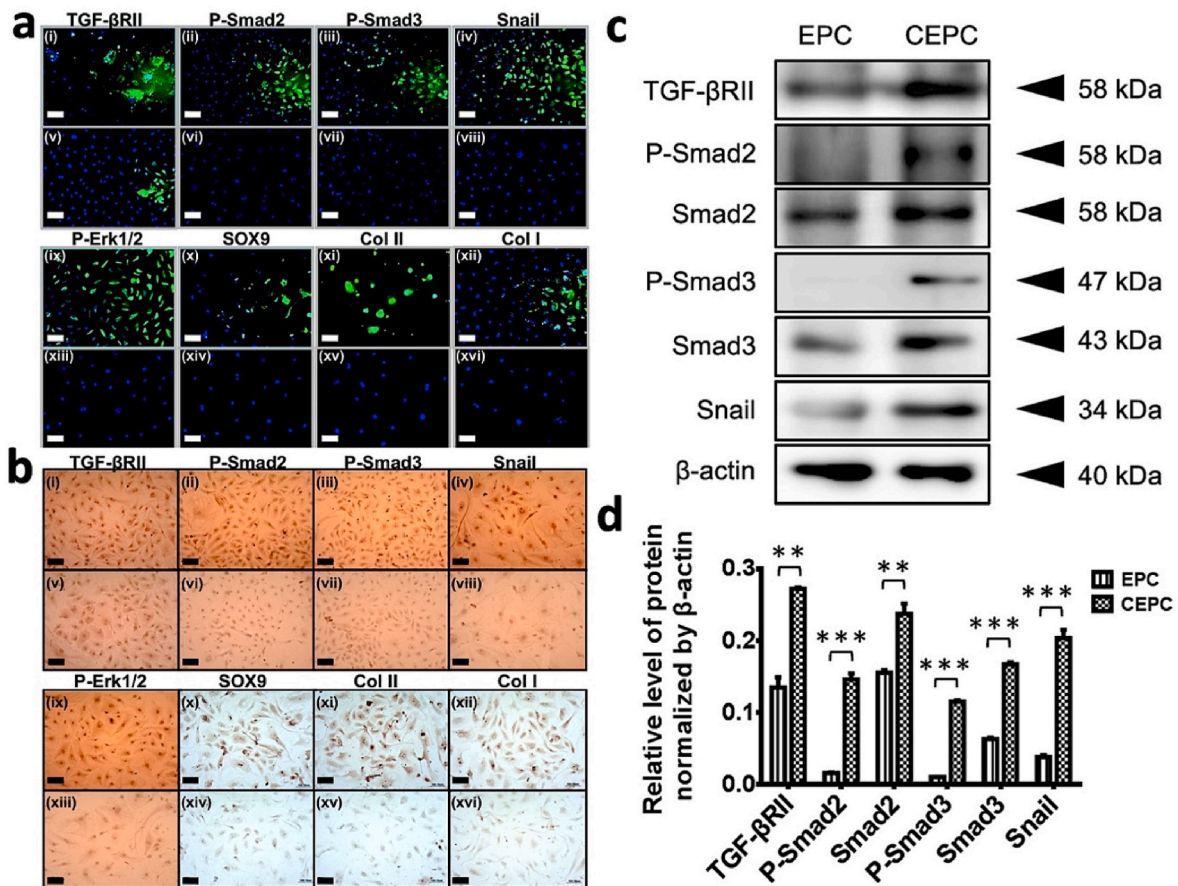 a
TGF-βRII P-Smad2 P-Smad3 Snail
(i) (ii) (iii) (iv)
(v) (vi) (vii) (viii)
P-Erk1/2 SOX9 Col II Col I
(ix) (x) (xi) (xii)
(xiii) (xiv) (xv) (xvi)
b
TGF-βRII P-Smad2 P-Smad3 Snail
(i) (ii) (iii) (iv)
(v) (vi) (vii) (viii)
P-Erk1/2 SOX9 Col II Col I
(ix) (x) (xi) (xii)
(xiii) (xiv) (xv) (xvi)
c
EPC CEPC
TGF-βRII 58 kDa
P-Smad2 58 kDa
Smad2 58 kDa
P-Smad3 47 kDa
Smad3 43 kDa
Snail 34 kDa
β-actin 40 kDa
d
Relative level of protein
normalized by β-actin
0.3
0.2
0.1
0.0
** *** ** *** *** ***
EPC
CEPC
TGF-βRII P-Smad2 Smad2 P-Smad3 Smad3 Snail